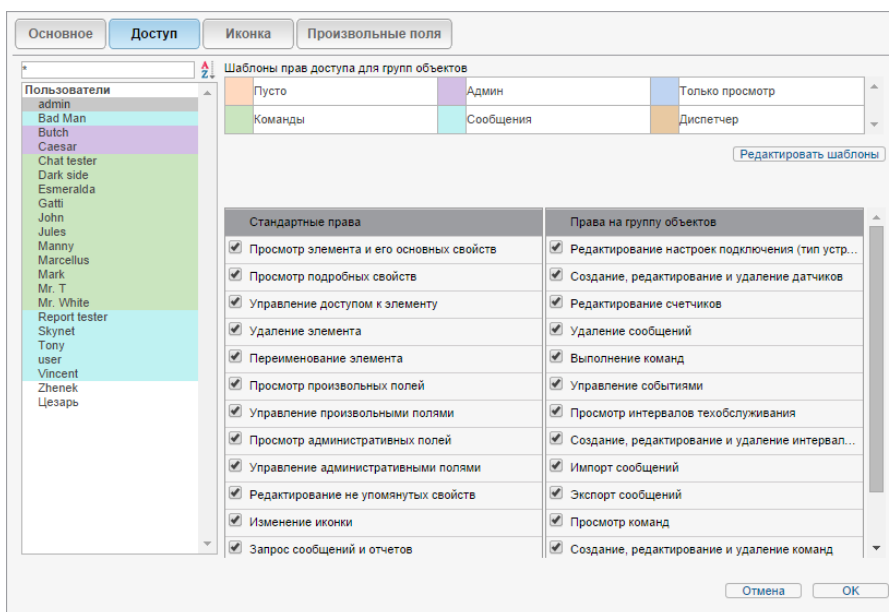 Основное Доступ Иконка Произвольные поля
*
A Z
Шаблоны прав доступа для групп объектов
Пользователи
admin
Bad Man
Butch
Caesar
Chat tester
Dark side
Esmeralda
Gatti
John
Jules
Manny
Marcellus
Mark
Mr. T
Mr. White
Report tester
Skynet
Tony
user
Vincent
Zhenek
Цезарь
Пусто Админ Только просмотр
Команды Сообщения Диспетчер
Редактировать шаблоны
Стандартные права
Просмотр элемента и его основных свойств
Просмотр подробных свойств
Управление доступом к элементу
Удаление элемента
Переименование элемента
Просмотр произвольных полей
Управление произвольными полями
Просмотр административных полей
Управление административными полями
Редактирование не упомянутых свойств
Изменение иконки
Запрос сообщений и отчетов
Права на группу объектов
Редактирование настроек подключения (тип устр...
Создание, редактирование и удаление датчиков
Редактирование счетчиков
Удаление сообщений
Выполнение команд
Управление событиями
Просмотр интервалов техобслуживания
Создание, редактирование и удаление интервал...
Импорт сообщений
Экспорт сообщений
Просмотр команд
Создание, редактирование и удаление команд
Отмена OK